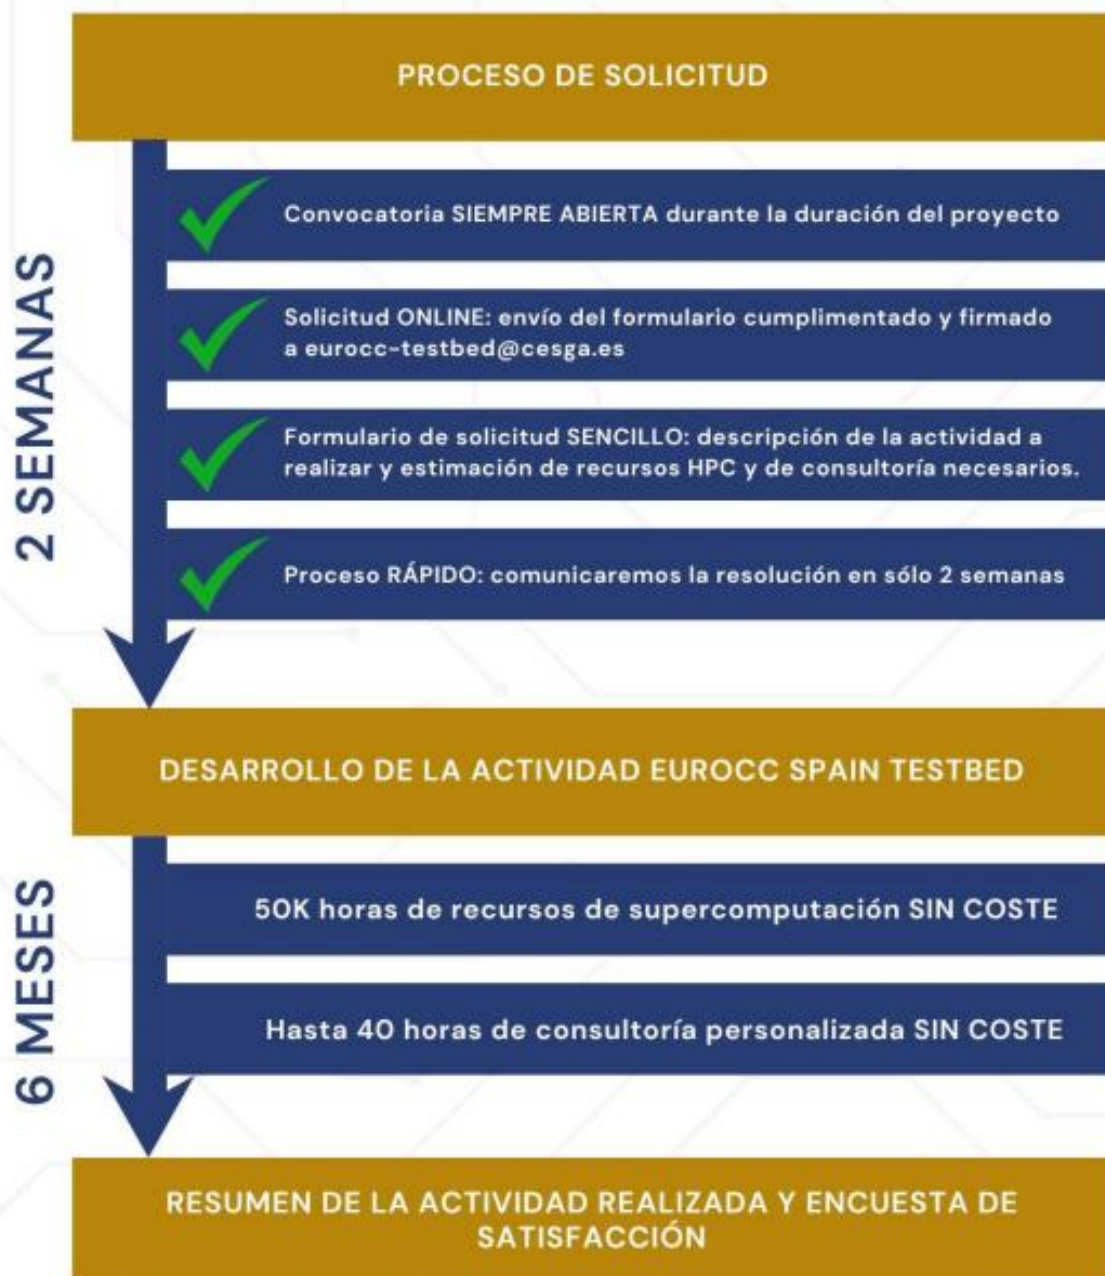 PROCESO DE SOLICITUD
2 SEMANAS
Convocatoria SIEMPRE ABIERTA durante la duración del proyecto
Solicitud ONLINE: envío del formulario cumplimentado y firmado
a eurocc-testbed@cesga.es
Formulario de solicitud SENCILLO: descripción de la actividad a
realizar y estimación de recursos HPC y de consultoría necesarios.
Proceso RÁPIDO: comunicaremos la resolución en sólo 2 semanas
DESARROLLO DE LA ACTIVIDAD EUROCC SPAIN TESTBED
6 MESES
50K horas de recursos de supercomputación SIN COSTE
Hasta 40 horas de consultoría personalizada SIN COSTE
RESUMEN DE LA ACTIVIDAD REALIZADA Y ENCUESTA DE
SATISFACCIÓN